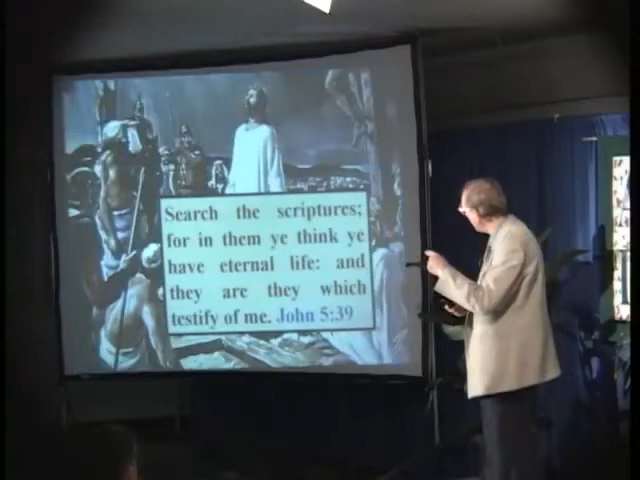 Search the scriptures;
for in them ye think ye
have eternal life: and
they are they which
testify of me. John 5:39